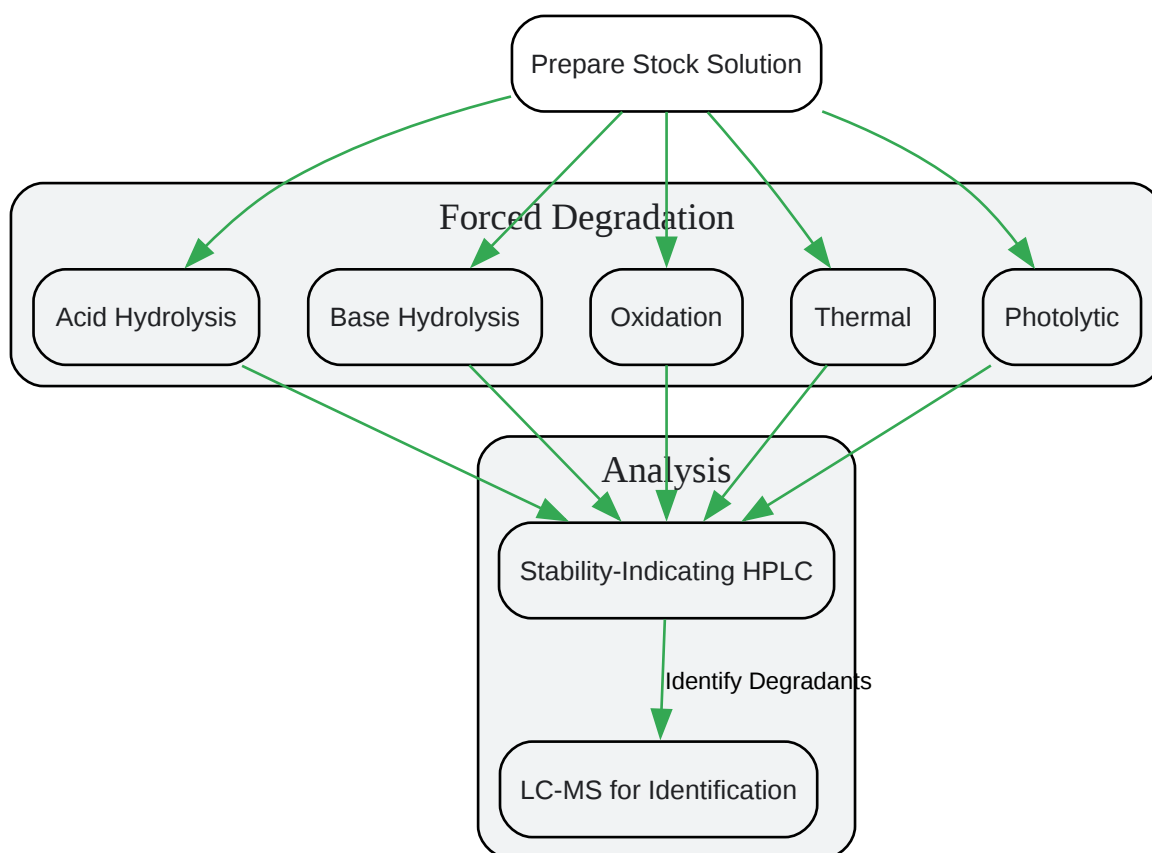 Prepare Stock Solution
Forced Degradation
Acid Hydrolysis
Base Hydrolysis
Oxidation
Thermal
Photolytic
Analysis
Stability-Indicating HPLC
Identify Degradants
LC-MS for Identification